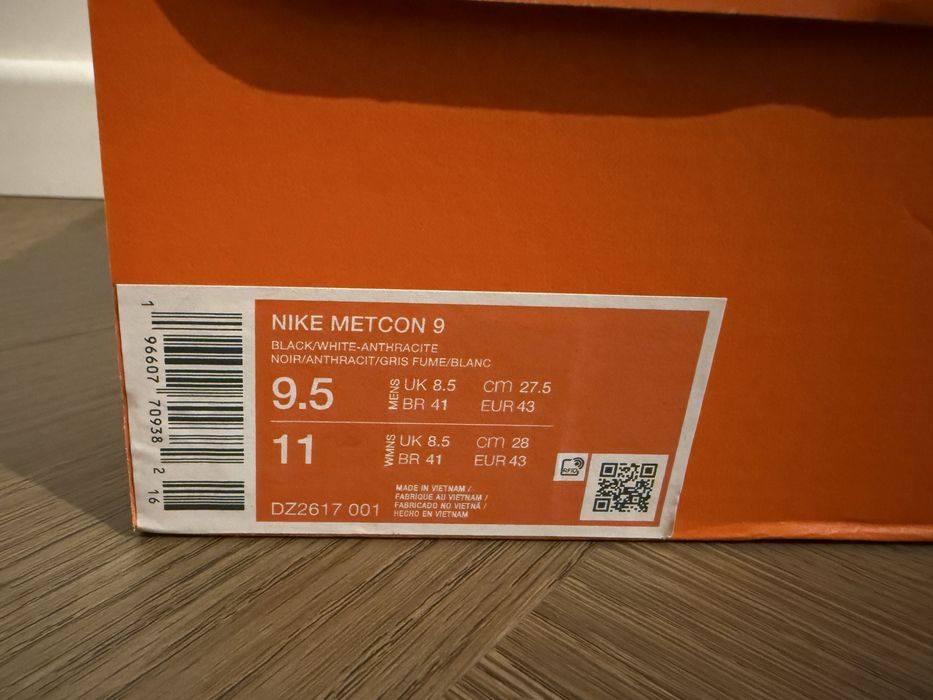 NIKE METCON 9
BLACK/WHITE-ANTHRACITE
NOIR/ANTHRACIT/GRIS FUME/BLANC
9.5 MENS UK 8.5 cm 27.5
BR 41 EUR 43
11 WMNS UK 8.5 cm 28
BR 41 EUR 43
RFID
DZ2617 001
MADE IN VIETNAM /
FABRIQUE AU VIETNAM /
FABRICADO NO VIETNÃ /
HECHO EN VIETNAM
1 96607 70938 2 16